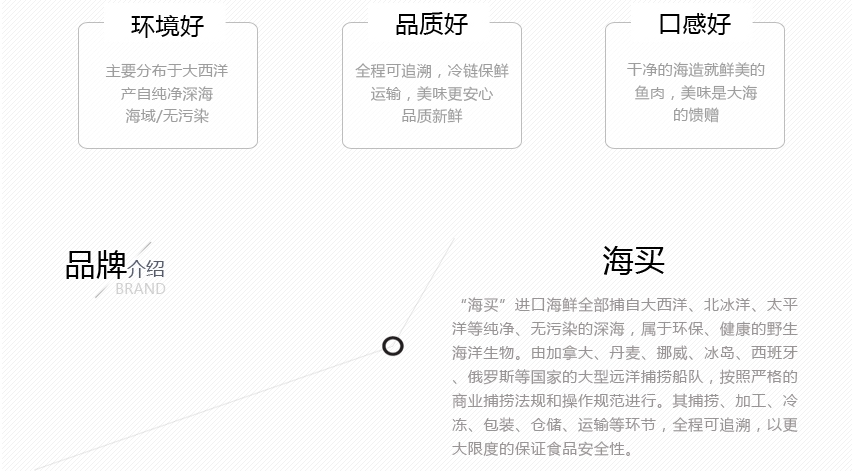 环境好
主要分布于大西洋
产自纯净深海
海域/无污染
品质好
全程可追溯，冷链保鲜
运输，美味更安心
品质新鲜
口感好
干净的海造就鲜美的
鱼肉，美味是大海
的馈赠
品牌介绍
BRAND
海买
“海买”进口海鲜全部捕自大西洋、北冰洋、太平
洋等纯净、无污染的深海，属于环保、健康的野生
海洋生物。由加拿大、丹麦、挪威、冰岛、西班牙
、俄罗斯等国家的大型远洋捕捞船队，按照严格的
商业捕捞法规和操作规范进行。其捕捞、加工、冷
冻、包装、仓储、运输等环节，全程可追溯，以更
大限度的保证食品安全性。